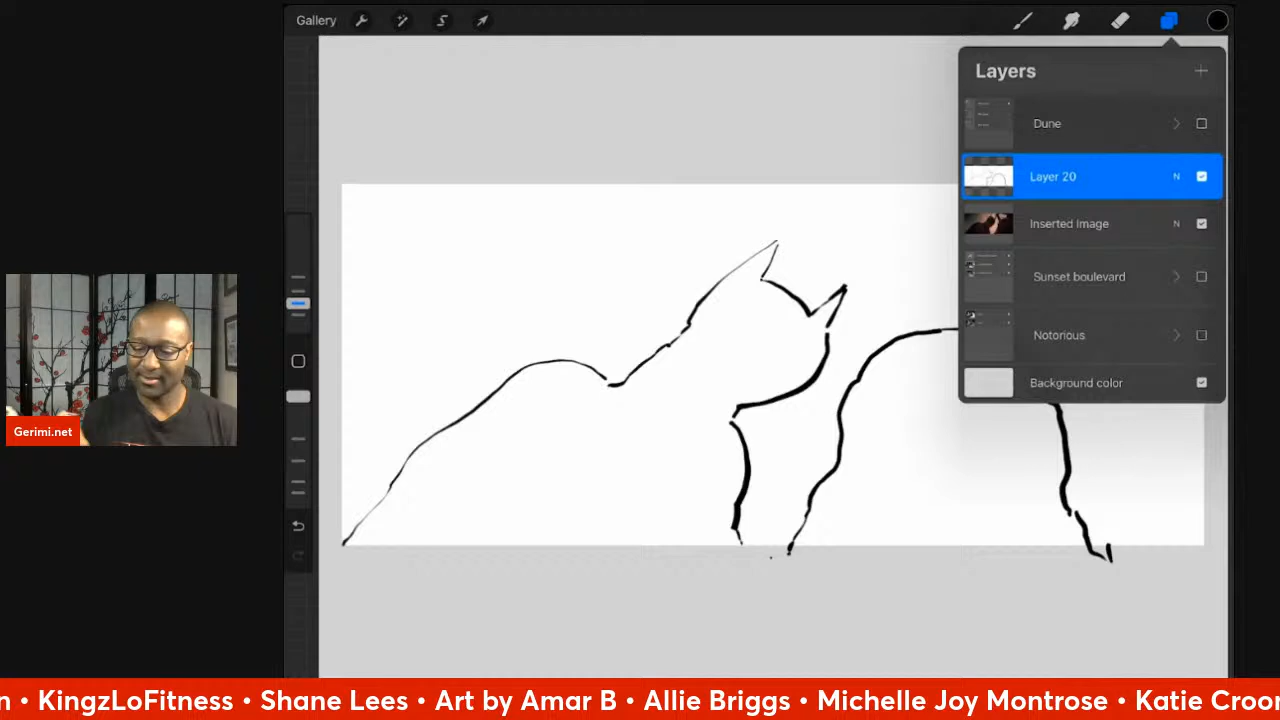 Gallery
Layers
Dune
Layer 20 N
Inserted Image N
Sunset boulevard
Notorious
Background color
Gerimi.net
n • KingzLoFitness • Shane Lees • Art by Amar B • Allie Briggs • Michelle Joy Montrose • Katie Croo